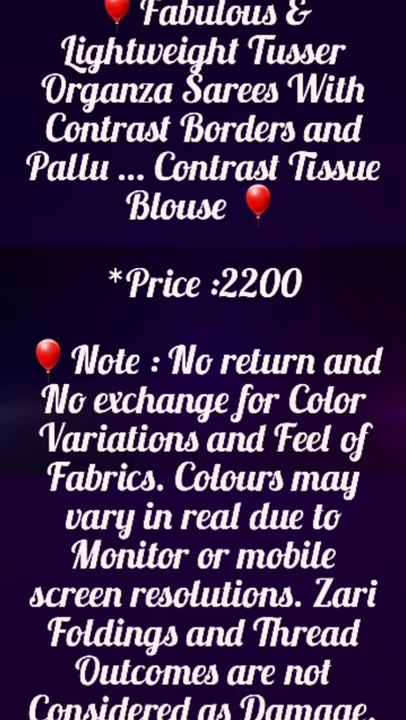 🎈Fabulous &
Lightweight Tusser
Organza Sarees With
Contrast Borders and
Pallu ... Contrast Tissue
Blouse 🎈
*Price :2200
🎈Note : No return and
No exchange for Color
Variations and Feel of
Fabrics. Colours may
vary in real due to
Monitor or mobile
screen resolutions. Zari
Foldings and Thread
Outcomes are not
Considered as Damage.